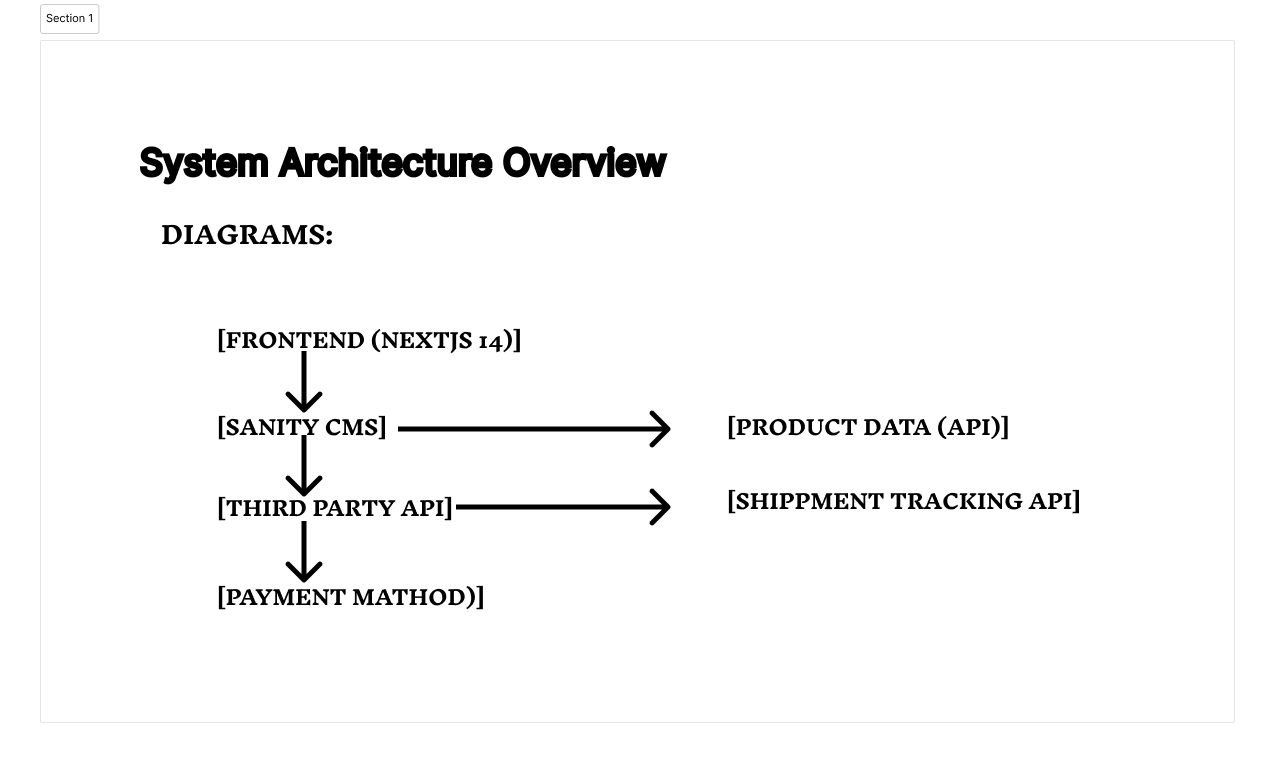 Section 1
System Architecture Overview
DIAGRAMS:
[FRONTEND (NEXTJS 14)]
[SANITY CMS]
[PRODUCT DATA (API)]
[THIRD PARTY API]
[SHIPPMENT TRACKING API]
[PAYMENT MATHOD)]